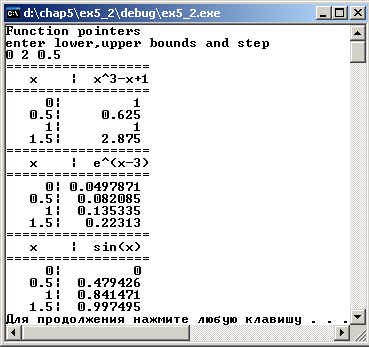 d:\chap5\ex5_2\debug\ex5_2.exe
Function pointers
enter lower,upper bounds and step
0 2 0.5
==================
x ¦ x^3-x+1
==================
0¦ 1
0.5¦ 0.625
1¦ 1
1.5¦ 2.875
==================
x ¦ e^(x-3)
==================
0¦ 0.0497871
0.5¦ 0.082085
1¦ 0.135335
1.5¦ 0.22313
==================
x ¦ sin(x)
==================
0¦ 0
0.5¦ 0.479426
1¦ 0.841471
1.5¦ 0.997495
Для продолжения нажмите любую клавишу . . .